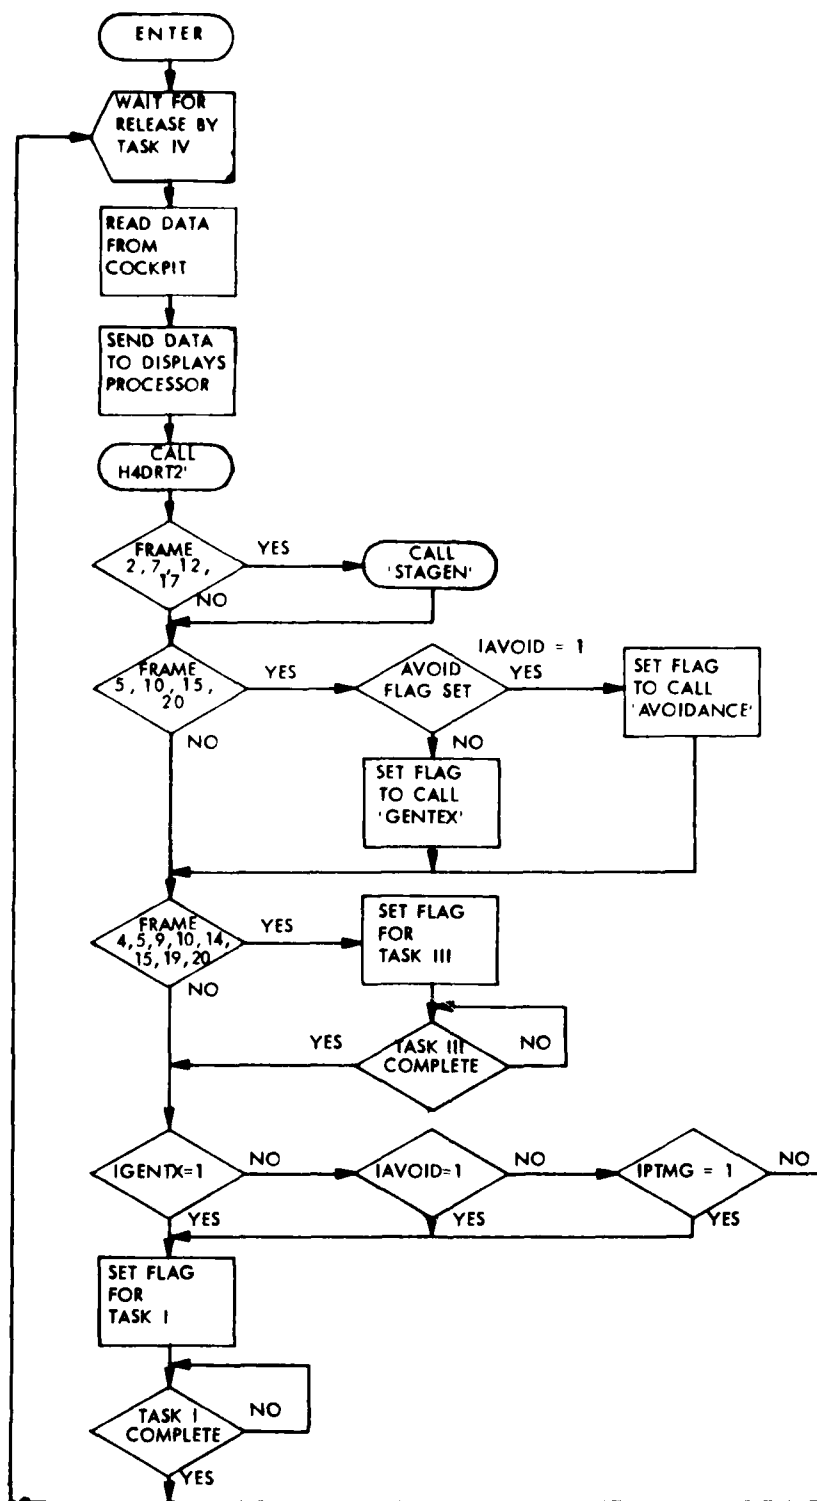 ENTER
WAIT FOR
RELEASE BY
TASK IV
READ DATA
FROM
COCKPIT
SEND DATA
TO DISPLAYS
PROCESSOR
CALL
H4DRT2'
FRAME
2, 7, 12,
17
YES
NO
CALL
'STAGEN'
FRAME
5, 10, 15,
20
YES
NO
AVOID
FLAG SET
IAVOID = 1
YES
NO
SET FLAG
TO CALL
'AVOIDANCE'
SET FLAG
TO CALL
'GENTEX'
FRAME
4, 5, 9, 10, 14,
15, 19, 20
YES
NO
SET FLAG
FOR
TASK III
TASK III
COMPLETE
YES
NO
IGENTX=1
NO
YES
IAVOID=1
NO
YES
IPTMG = 1
NO
YES
SET FLAG
FOR
TASK I
TASK I
COMPLETE
NO
YES